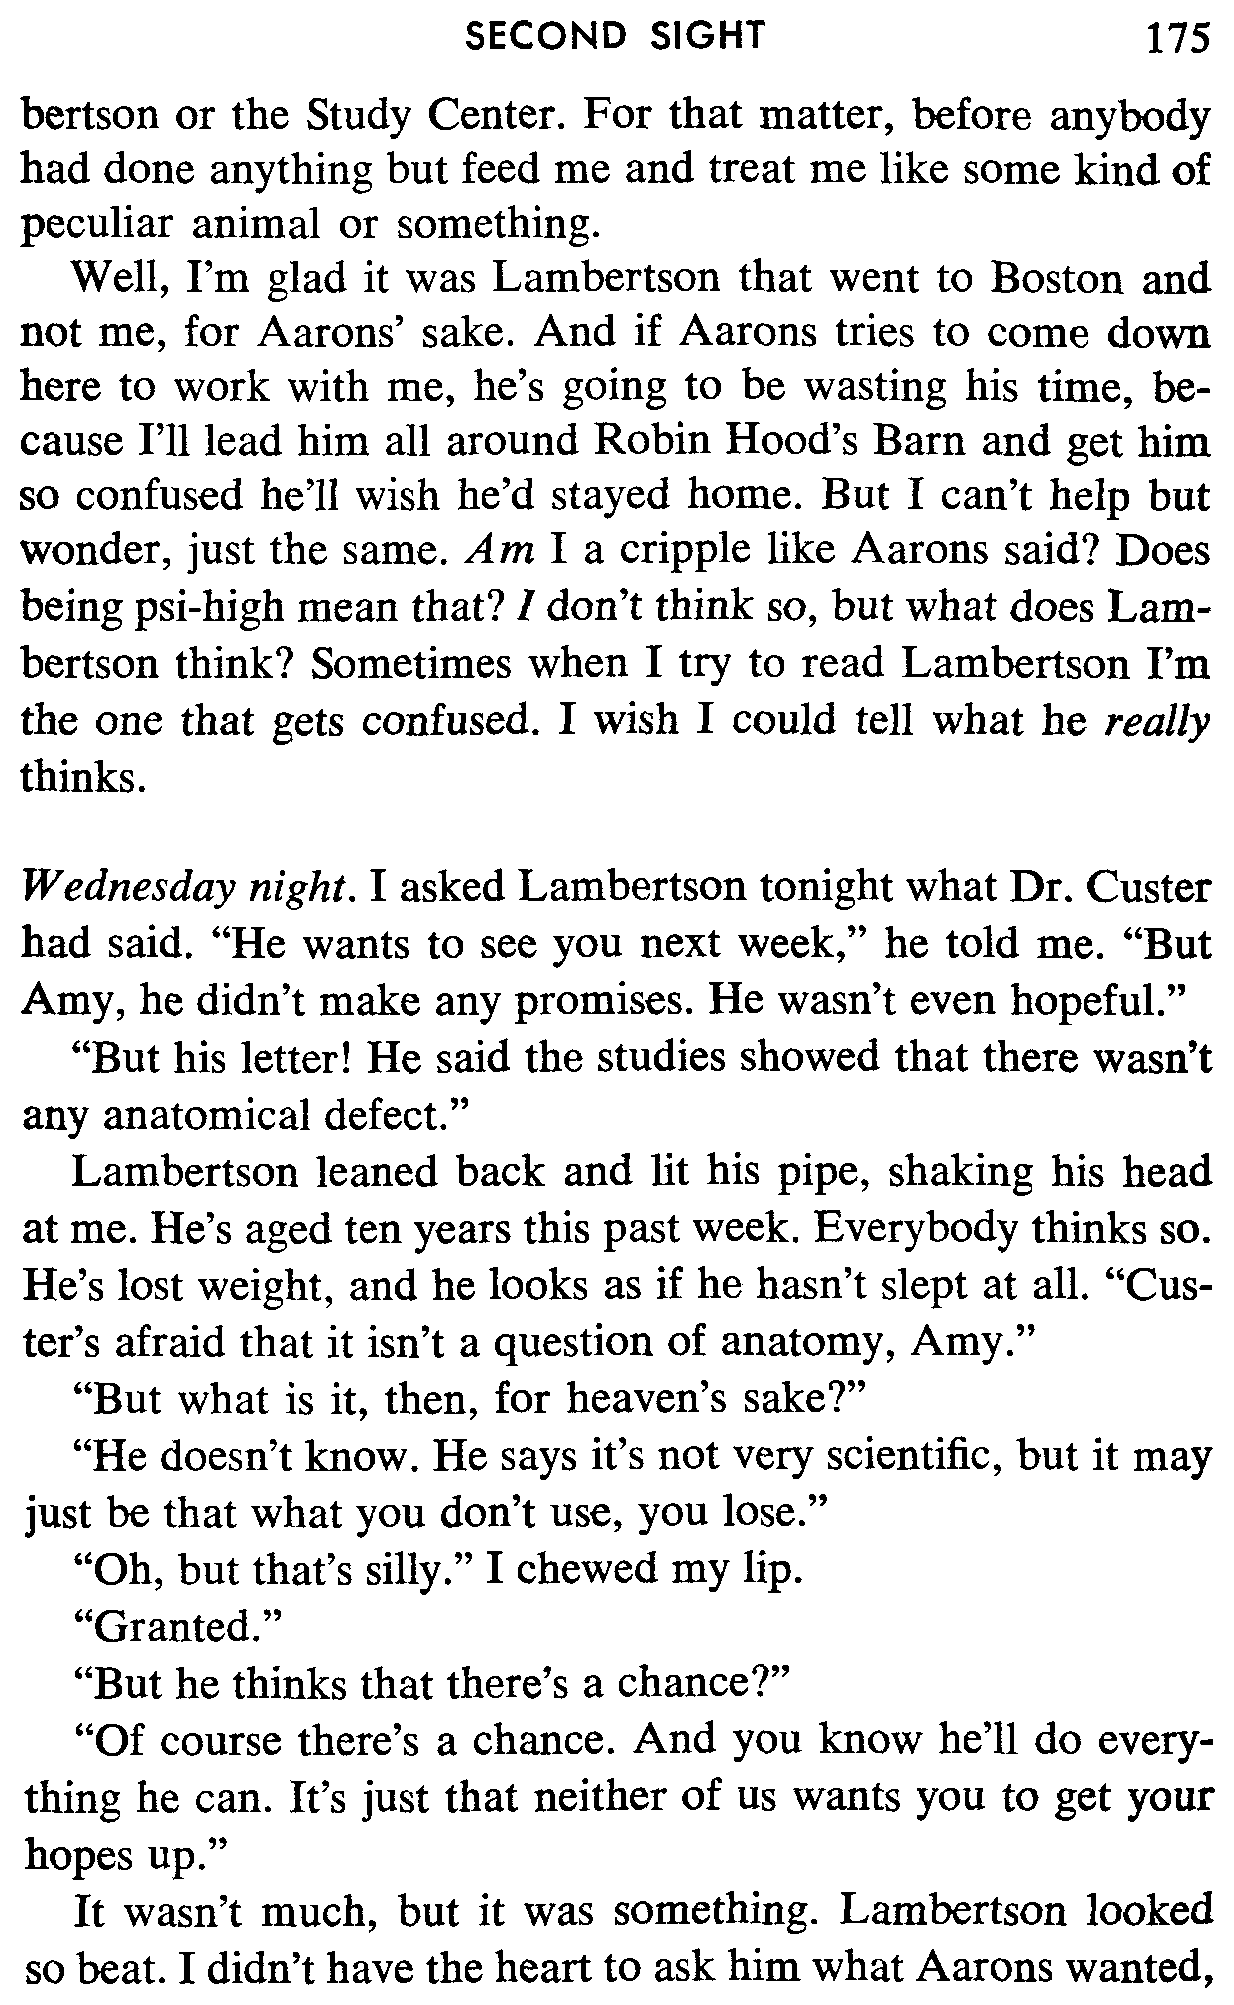 SECOND SIGHT 175
bertson or the Study Center. For that matter, before anybody
had done anything but feed me and treat me like some kind of
peculiar animal or something.
Well, I'm glad it was Lambertson that went to Boston and
not me, for Aarons' sake. And if Aarons tries to come down
here to work with me, he's going to be wasting his time, be-
cause I'll lead him all around Robin Hood's Barn and get him
so confused he'll wish he'd stayed home. But I can't help but
wonder, just the same. Am I a cripple like Aarons said? Does
being psi-high mean that? I don't think so, but what does Lam-
bertson think? Sometimes when I try to read Lambertson I'm
the one that gets confused. I wish I could tell what he really
thinks.
Wednesday night. I asked Lambertson tonight what Dr. Custer
had said. “He wants to see you next week,” he told me. “But
Amy, he didn't make any promises. He wasn't even hopeful.”
“But his letter! He said the studies showed that there wasn't
any anatomical defect.”
Lambertson leaned back and lit his pipe, shaking his head
at me. He's aged ten years this past week. Everybody thinks so.
He's lost weight, and he looks as if he hasn't slept at all. “Cus-
ter's afraid that it isn't a question of anatomy, Amy.”
“But what is it, then, for heaven's sake?”
“He doesn't know. He says it's not very scientific, but it may
just be that what you don't use, you lose.”
“Oh, but that's silly.” I chewed my lip.
“Granted.”
“But he thinks that there's a chance?”
“Of course there's a chance. And you know he'll do every-
thing he can. It's just that neither of us wants you to get your
hopes up.”
It wasn't much, but it was something. Lambertson looked
so beat. I didn't have the heart to ask him what Aarons wanted,